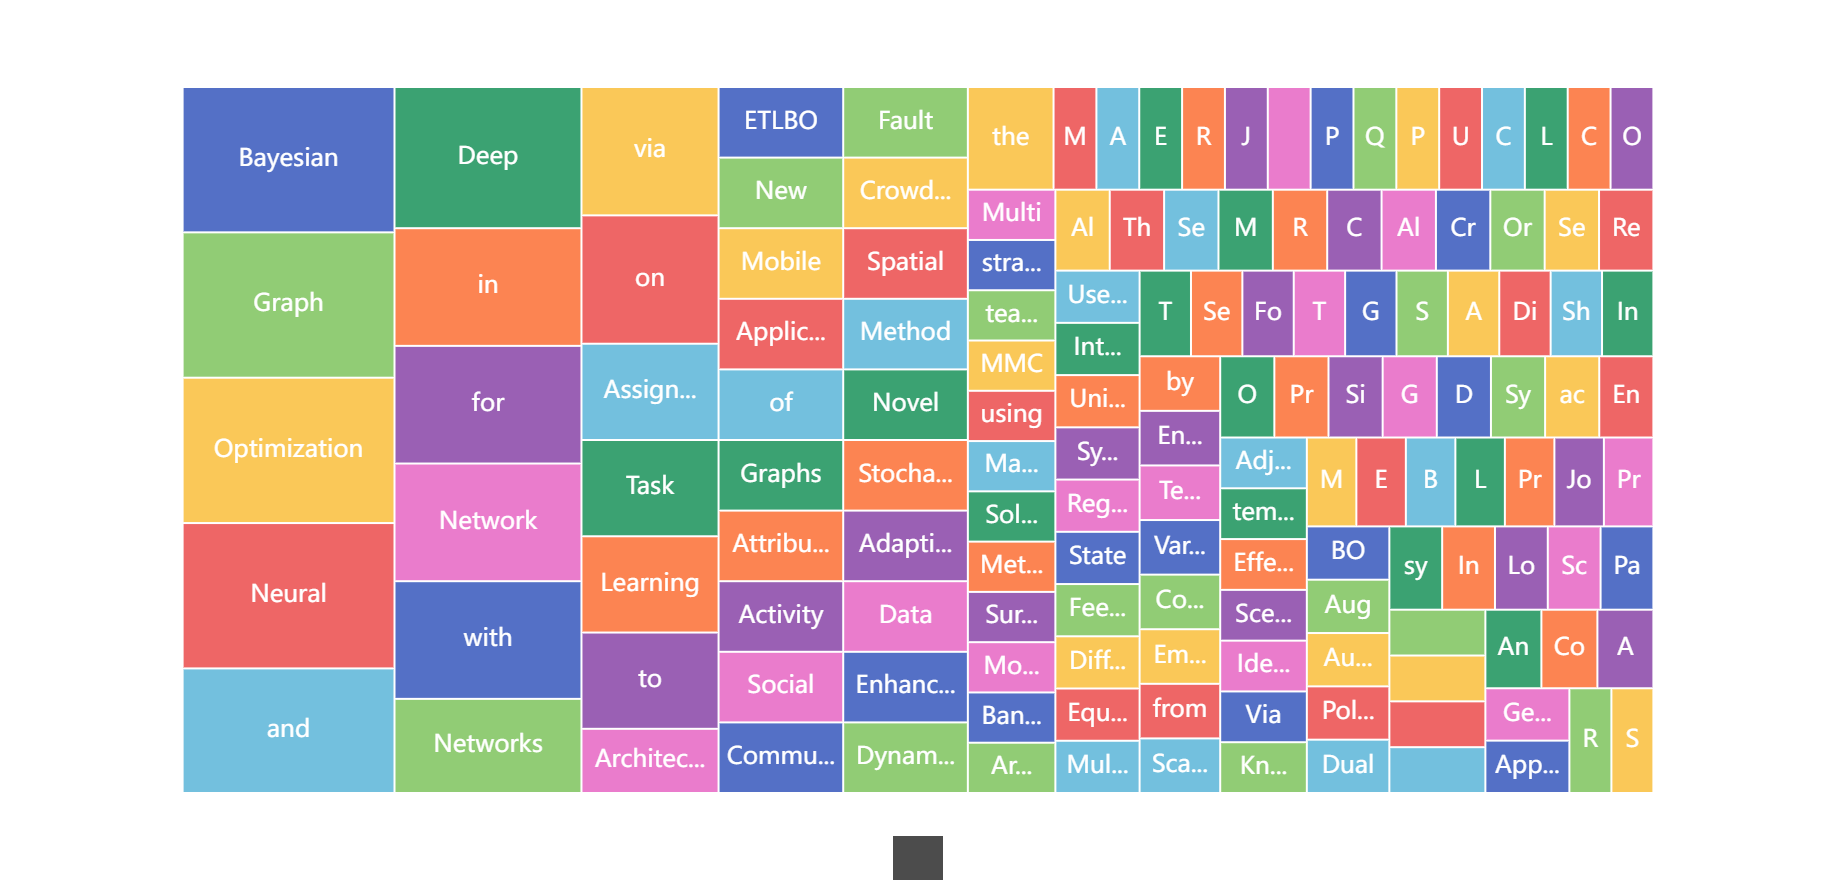 Bayesian
Graph
Optimization
Neural
and
Deep
in
for
Network
with
Networks
via
on
Assign...
Task
Learning
to
Architec...
ETLBO
New
Mobile
Applic...
of
Graphs
Attribu...
Activity
Social
Commu...
Fault
Crowd...
Spatial
Method
Novel
Stocha...
Adapti...
Data
Enhanc...
Dynam...
the
Multi
stra...
tea...
MMC
using
Ma...
Sol...
Met...
Sur...
Mo...
Ban...
Ar...
M A E R J P Q P U C L C O
Al Th Se M R C Al Cr Or Se Re
Use...
Int...
Uni...
Sy...
Reg...
State
Fee...
Diff...
Equ...
Mul...
T Se Fo T G S A Di Sh In
by
En...
Te...
Var...
Co...
Em...
from
Sca...
O Pr Si G D Sy ac En
Adj...
tem...
Effe...
Sce...
Ide...
Via
Kn...
M E B L Pr Jo Pr
BO
Aug
Au...
Pol...
Dual
sy In Lo Sc Pa
An Co A
Ge...
App...
R S